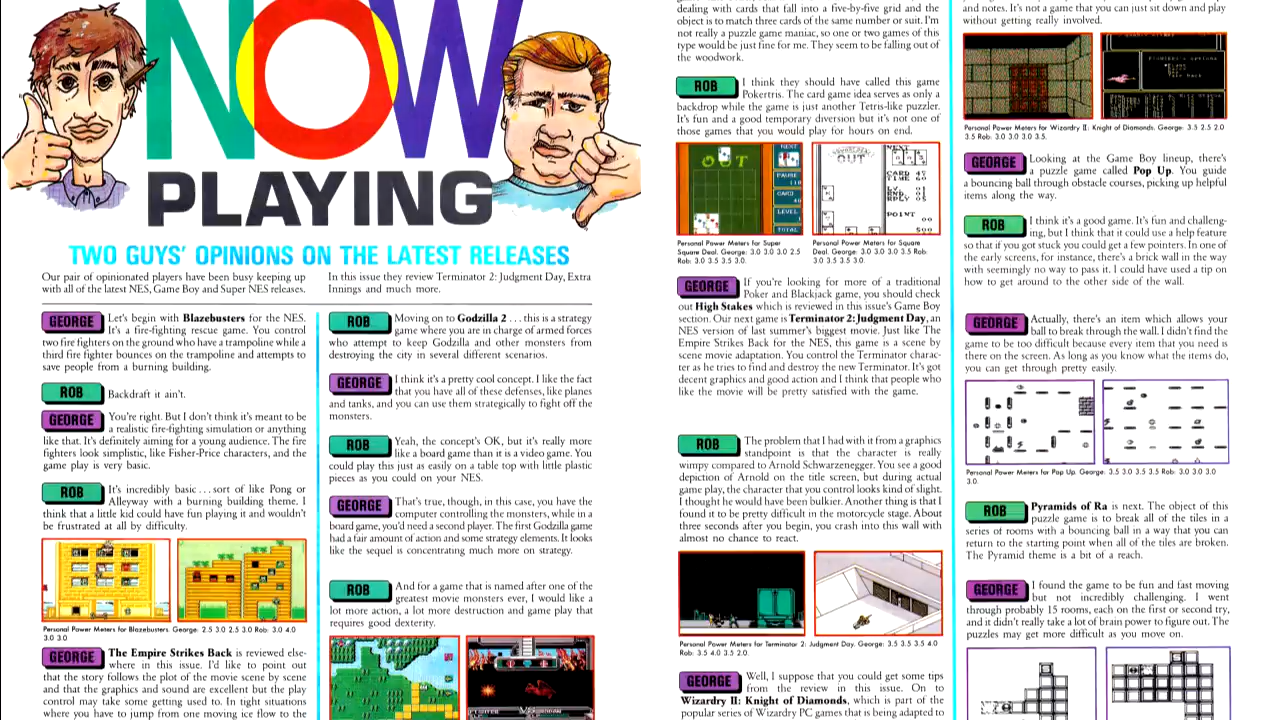 NOW
PLAYING
TWO GUYS' OPINIONS ON THE LATEST RELEASES
Our pair of opinionated players have been busy keeping up
with all of the latest NES, Game Boy and Super NES releases.
In this issue they review Terminator 2: Judgment Day, Extra
Innings and much more.
GEORGE Let's begin with Blazebusters for the NES.
It's a fire-fighting rescue game. You control
two fire fighters on the ground who have a trampoline while a
third fire fighter bounces on the trampoline and attempts to
save people from a burning building.
ROB Backdraft it ain't.
GEORGE You're right. But I don't think it's meant to be
a realistic fire-fighting simulation or anything
like that. It's definitely aiming for a young audience. The fire
fighters look simplistic, like Fisher-Price characters, and the
game play is very basic.
ROB It's incredibly basic...sort of like Pong or
Alleyway with a burning building theme. I
think that a little kid could have fun playing it and wouldn't
be frustrated at all by difficulty.
Personal Power Meters for Blazebusters. George: 2.5 3.0 2.5 3.0 Rob: 3.0 4.0
3.0 3.0
GEORGE The Empire Strikes Back is reviewed else-
where in this issue. I'd like to point out
that the story follows the plot of the movie scene by scene
and that the graphics and sound are excellent but the play
control may take some getting used to. In tight situations
where you have to jump from one moving ice flow to the
ROB Moving on to Godzilla 2...this is a strategy
game where you are in charge of armed forces
who attempt to keep Godzilla and other monsters from
destroying the city in several different scenarios.
GEORGE I think it's a pretty cool concept. I like the fact
that you have all of these defenses, like planes
and tanks, and you can use them strategically to fight off the
monsters.
ROB Yeah, the concept's OK, but it's really more
like a board game than it is a video game. You
could play this just as easily on a table top with little plastic
pieces as you could on your NES.
GEORGE That's true, though, in this case, you have the
computer controlling the monsters, while in a
board game, you'd need a second player. The first Godzilla game
had a fair amount of action and some strategy elements. It looks
like the sequel is concentrating much more on strategy.
ROB And for a game that is named after one of the
greatest movie monsters ever, I would like a
lot more action, a lot more destruction and game play that
requires good dexterity.
dealing with cards that fall into a five-by-five grid and the
object is to match three cards of the same number or suit. I'm
not really a puzzle game maniac, so one or two games of this
type would be just fine for me. They seem to be falling out of
the woodwork.
ROB I think they should have called this game
Pokertris. The card game idea serves as only a
backdrop while the game is just another Tetris-like puzzler.
It's fun and a good temporary diversion but it's not one of
those games that you would play for hours on end.
OUT
NEXT
PAUSE
CARD
LEVEL
TOTAL
OUT
NEXT
CARD 47
TIME 60
POINT
00
500
Personal Power Meters for Super
Square Deal. George: 3.0 3.0 3.0 2.5
Rob: 3.0 3.5 3.5 3.0.
Personal Power Meters for Square
Deal. George: 3.0 3.0 3.0 3.5 Rob:
3.0 3.5 3.5 3.0.
GEORGE If you're looking for more of a traditional
Poker and Blackjack game, you should check
out High Stakes which is reviewed in this issue's Game Boy
section. Our next game is Terminator 2: Judgment Day, an
NES version of last summer's biggest movie. Just like The
Empire Strikes Back for the NES, this game is a scene by
scene movie adaptation. You control the Terminator charac-
ter as he tries to find and destroy the new Terminator. It's got
decent graphics and good action and I think that people who
like the movie will be pretty satisfied with the game.
ROB The problem that I had with it from a graphics
standpoint is that the character is really
wimpy compared to Arnold Schwarzenegger. You see a good
depiction of Arnold on the title screen, but during actual
game play, the character that you control looks kind of slight.
I thought he would have been bulkier. Another thing is that I
found it to be pretty difficult in the motorcycle stage. About
three seconds after you begin, you crash into this wall with
almost no chance to react.
Personal Power Meters for Terminator 2: Judgment Day. George: 3.5 3.5 3.5 4.0
Rob: 3.5 4.0 3.5 2.0.
GEORGE Well, I suppose that you could get some tips
from the review in this issue. On to
Wizardry II: Knight of Diamonds, which is part of the
popular series of Wizardry PC games that is being adapted to
and notes. It's not a game that you can just sit down and play
without getting really involved.
Personal Power Meters for Wizardry II: Knight of Diamonds. George: 3.5 2.5 2.0
3.5 Rob: 3.0 3.0 3.0 3.5.
GEORGE Looking at the Game Boy lineup, there's
a puzzle game called Pop Up. You guide
a bouncing ball through obstacle courses, picking up helpful
items along the way.
ROB I think it's a good game. It's fun and challeng-
ing, but I think that it could use a help feature
so that if you got stuck you could get a few pointers. In one of
the early screens, for instance, there's a brick wall in the way
with seemingly no way to pass it. I could have used a tip on
how to get around to the other side of the wall.
GEORGE Actually, there's an item which allows your
ball to break through the wall. I didn't find the
game to be too difficult because every item that you need is
there on the screen. As long as you know what the items do,
you can get through pretty easily.
Personal Power Meters for Pop Up. George: 3.5 3.0 3.5 3.5 Rob: 3.0 3.0 3.0
3.0.
ROB Pyramids of Ra is next. The object of this
puzzle game is to break all of the tiles in a
series of rooms with a bouncing ball in a way that you can
return to the starting point when all of the tiles are broken.
The Pyramid theme is a bit of a reach.
GEORGE I found the game to be fun and fast moving
but not incredibly challenging. I went
through probably 15 rooms, each on the first or second try,
and it didn't really take a lot of brain power to figure out. The
puzzles may get more difficult as you move on.